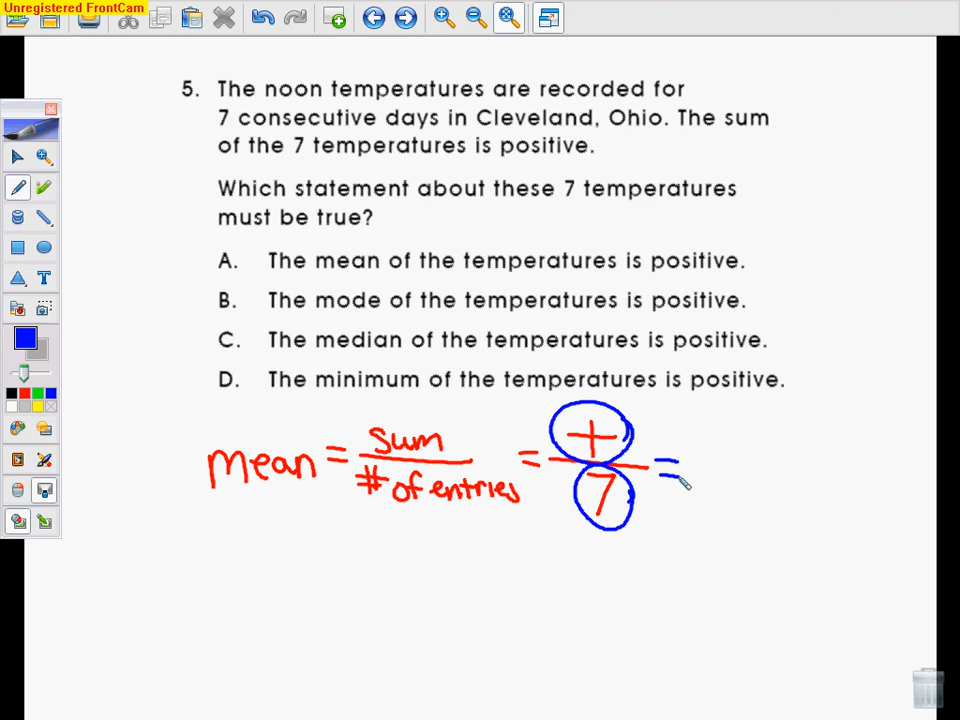 Unregistered FrontCam
5. The noon temperatures are recorded for
7 consecutive days in Cleveland, Ohio. The sum
of the 7 temperatures is positive.
Which statement about these 7 temperatures
must be true?
A. The mean of the temperatures is positive.
B. The mode of the temperatures is positive.
C. The median of the temperatures is positive.
D. The minimum of the temperatures is positive.
mean = sum / # of entries = + / 7 =